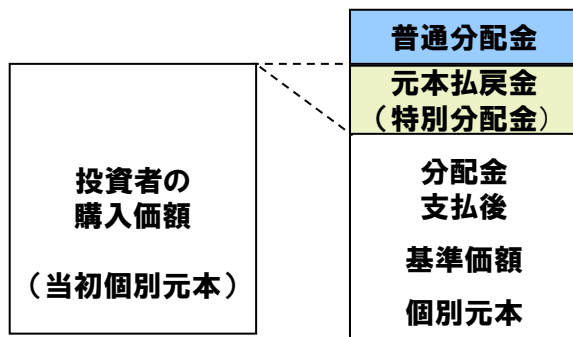 普通分配金
元本払戻金
（特別分配金）
投資者の
購入価額
（当初個別元本）
分配金
支払後
基準価額
個別元本